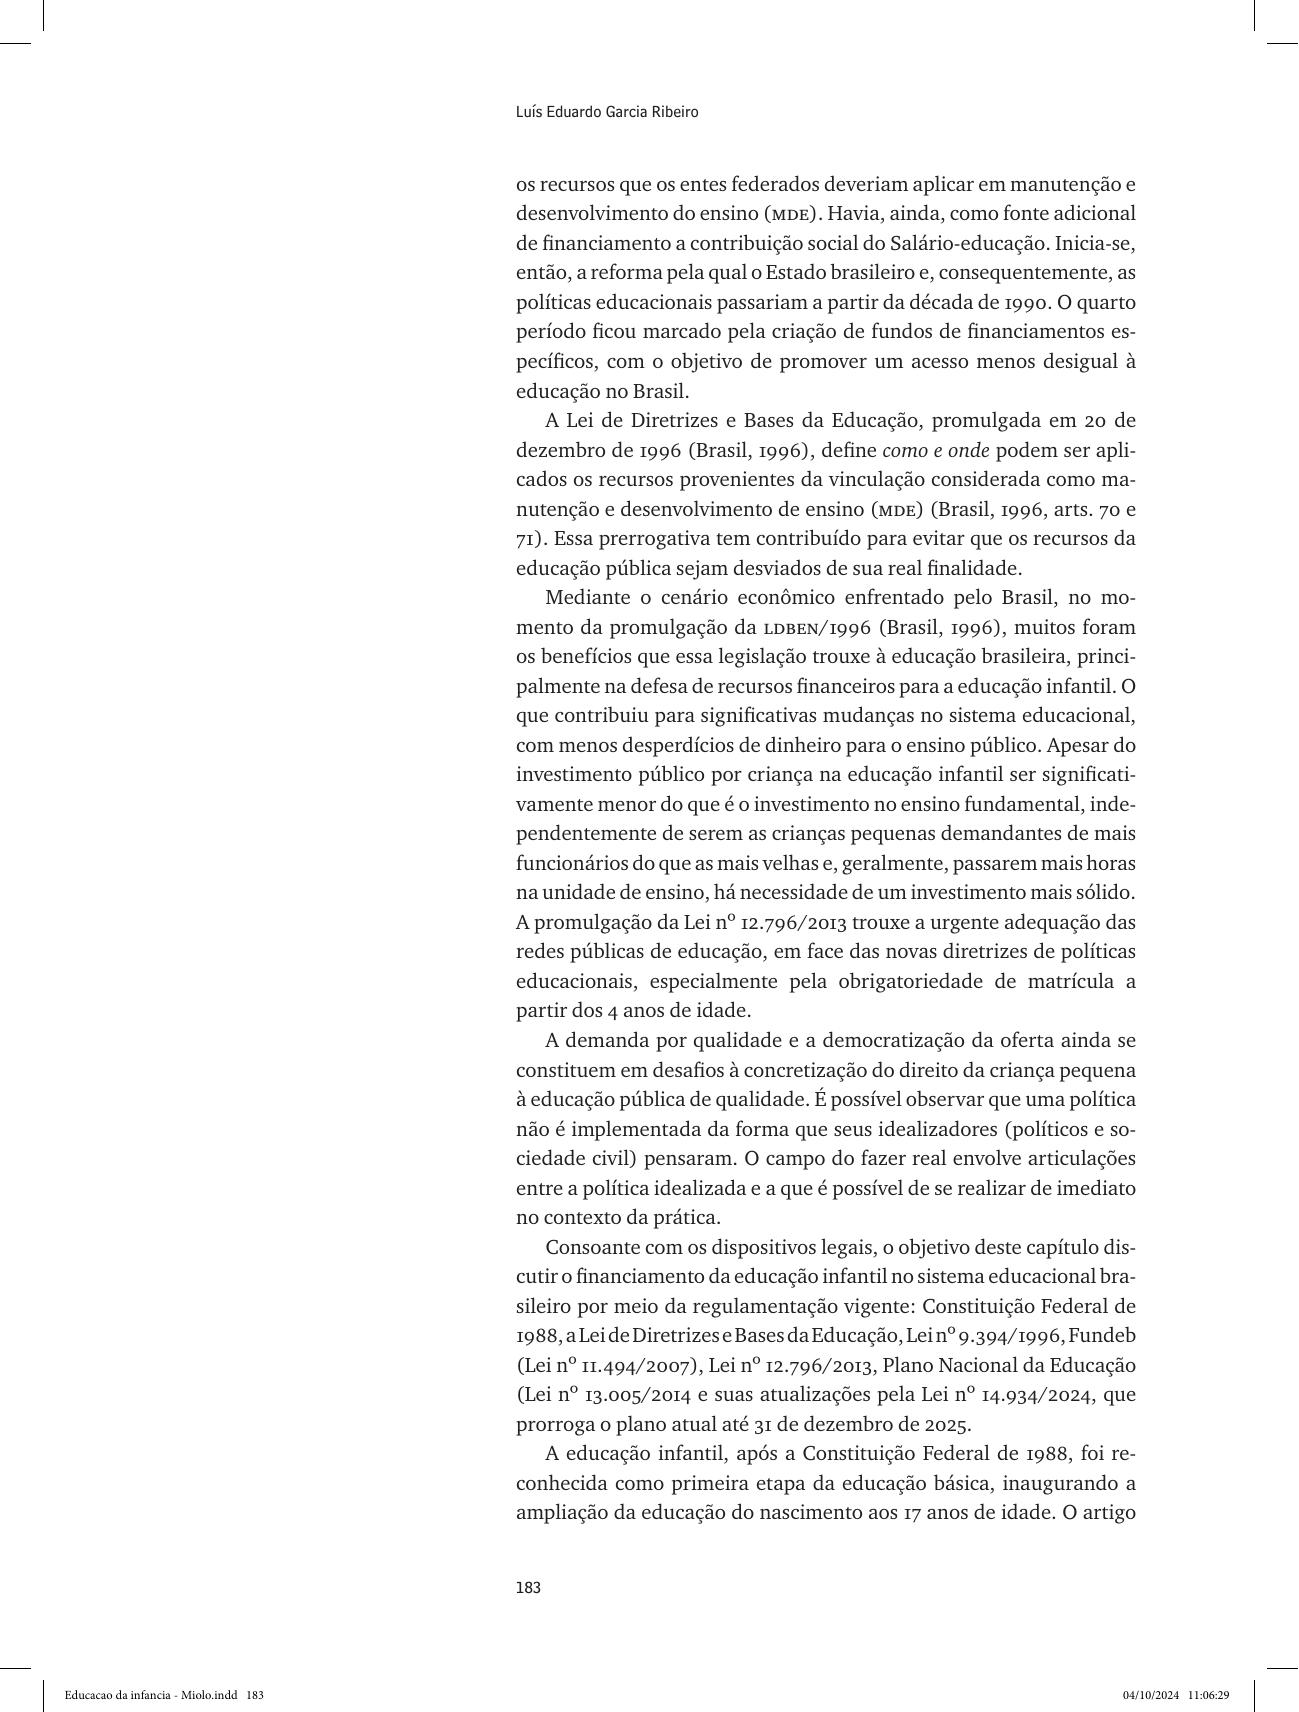 Luís Eduardo Garcia Ribeiro
os recursos que os entes federados deveriam aplicar em manutenção e
desenvolvimento do ensino (MDE). Havia, ainda, como fonte adicional
de financiamento a contribuição social do Salário-educação. Inicia-se,
então, a reforma pela qual o Estado brasileiro e, consequentemente, as
políticas educacionais passariam a partir da década de 1990. O quarto
período ficou marcado pela criação de fundos de financiamentos es-
pecíficos, com o objetivo de promover um acesso menos desigual à
educação no Brasil.
A Lei de Diretrizes e Bases da Educação, promulgada em 20 de
dezembro de 1996 (Brasil, 1996), define como e onde podem ser apli-
cados os recursos provenientes da vinculação considerada como ma-
nutenção e desenvolvimento de ensino (MDE) (Brasil, 1996, arts. 70 e
71). Essa prerrogativa tem contribuído para evitar que os recursos da
educação pública sejam desviados de sua real finalidade.
Mediante o cenário econômico enfrentado pelo Brasil, no mo-
mento da promulgação da LDBEN/1996 (Brasil, 1996), muitos foram
os benefícios que essa legislação trouxe à educação brasileira, princi-
palmente na defesa de recursos financeiros para a educação infantil. O
que contribuiu para significativas mudanças no sistema educacional,
com menos desperdícios de dinheiro para o ensino público. Apesar do
investimento público por criança na educação infantil ser significati-
vamente menor do que é o investimento no ensino fundamental, inde-
pendentemente de serem as crianças pequenas demandantes de mais
funcionários do que as mais velhas e, geralmente, passarem mais horas
na unidade de ensino, há necessidade de um investimento mais sólido.
A promulgação da Lei nº 12.796/2013 trouxe a urgente adequação das
redes públicas de educação, em face das novas diretrizes de políticas
educacionais, especialmente pela obrigatoriedade de matrícula a
partir dos 4 anos de idade.
A demanda por qualidade e a democratização da oferta ainda se
constituem em desafios à concretização do direito da criança pequena
à educação pública de qualidade. É possível observar que uma política
não é implementada da forma que seus idealizadores (políticos e so-
ciedade civil) pensaram. O campo do fazer real envolve articulações
entre a política idealizada e a que é possível de se realizar de imediato
no contexto da prática.
Consoante com os dispositivos legais, o objetivo deste capítulo dis-
cutir o financiamento da educação infantil no sistema educacional bra-
sileiro por meio da regulamentação vigente: Constituição Federal de
1988, a Lei de Diretrizes e Bases da Educação, Lei nº 9.394/1996, Fundeb
(Lei nº 11.494/2007), Lei nº 12.796/2013, Plano Nacional da Educação
(Lei nº 13.005/2014 e suas atualizações pela Lei nº 14.934/2024, que
prorroga o plano atual até 31 de dezembro de 2025.
A educação infantil, após a Constituição Federal de 1988, foi re-
conhecida como primeira etapa da educação básica, inaugurando a
ampliação da educação do nascimento aos 17 anos de idade. O artigo
183
Educacao da infancia - Miolo.indd 183
04/10/2024 11:06:29